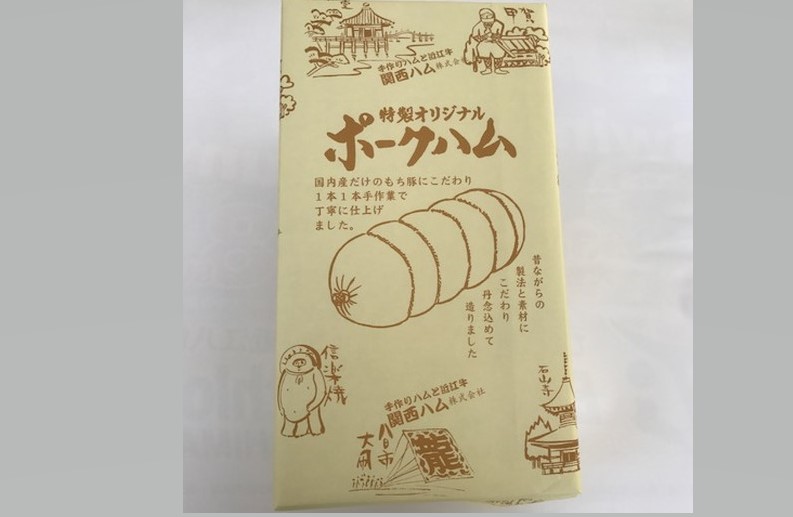 堂
甲賀
手作りハムと近江牛
関西ハム株式会社
特製オリジナル
ポークハム
国内産だけのもち豚にこだわり
1本1本手作業で
丁寧に仕上げ
ました。
昔ながらの
製法と素材に
こだわり
丹念込めて
造りました
信楽焼
石山寺
手作りハムと近江牛
関西ハム株式会社
八日市
大凧
龍